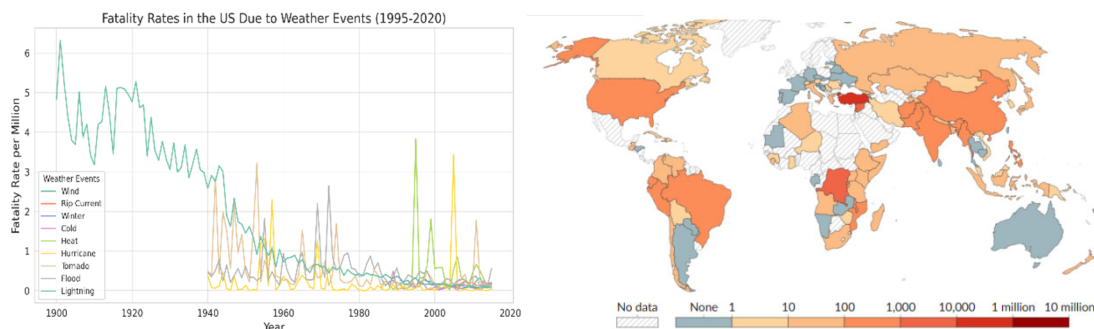 Fatality Rates in the US Due to Weather Events (1995-2020)
Fatality Rate per Million
6
5
4
3
2
1
0
Weather Events
Wind
Rip Current
Winter
Cold
Heat
Hurricane
Tornado
Flood
Lightning
1900 1920 1940 1960 1980 2000 2020
Year
No data None 1 10 100 1,000 10,000 1 million 10 million